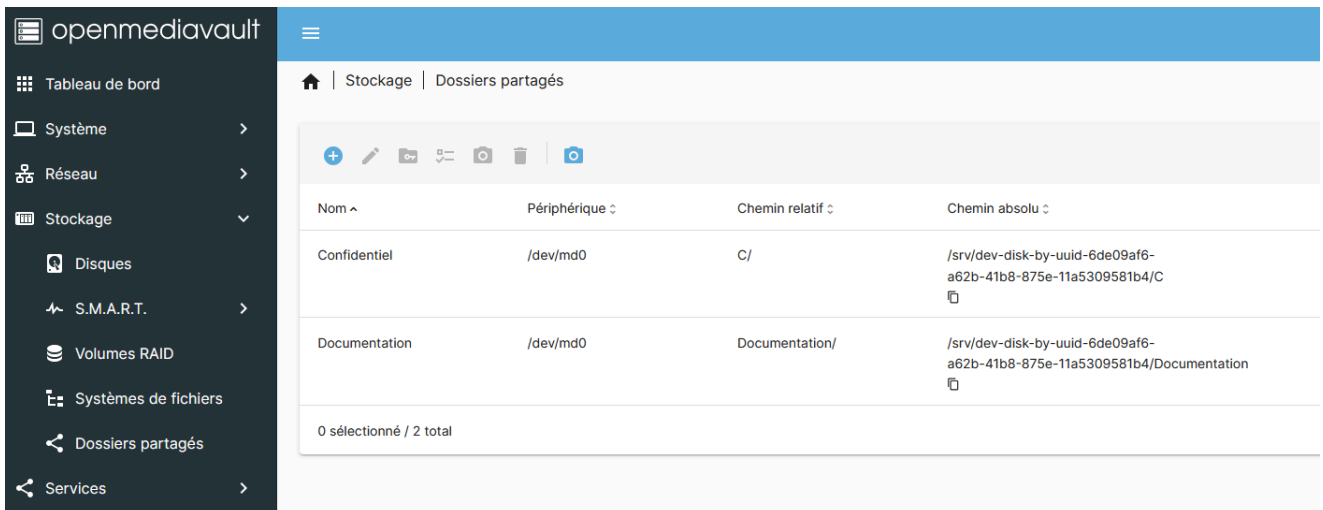 openmediavault
Tableau de bord
Système
Réseau
Stockage
Disques
S.M.A.R.T.
Volumes RAID
Systèmes de fichiers
Dossiers partagés
Services
Stockage | Dossiers partagés
Nom Périphérique Chemin relatif Chemin absolu
Confidentiel /dev/md0 C/ /srv/dev-disk-by-uuid-6de09af6-
a62b-41b8-875e-11a5309581b4/C
Documentation /dev/md0 Documentation/ /srv/dev-disk-by-uuid-6de09af6-
a62b-41b8-875e-11a5309581b4/Documentation
0 sélectionné / 2 total